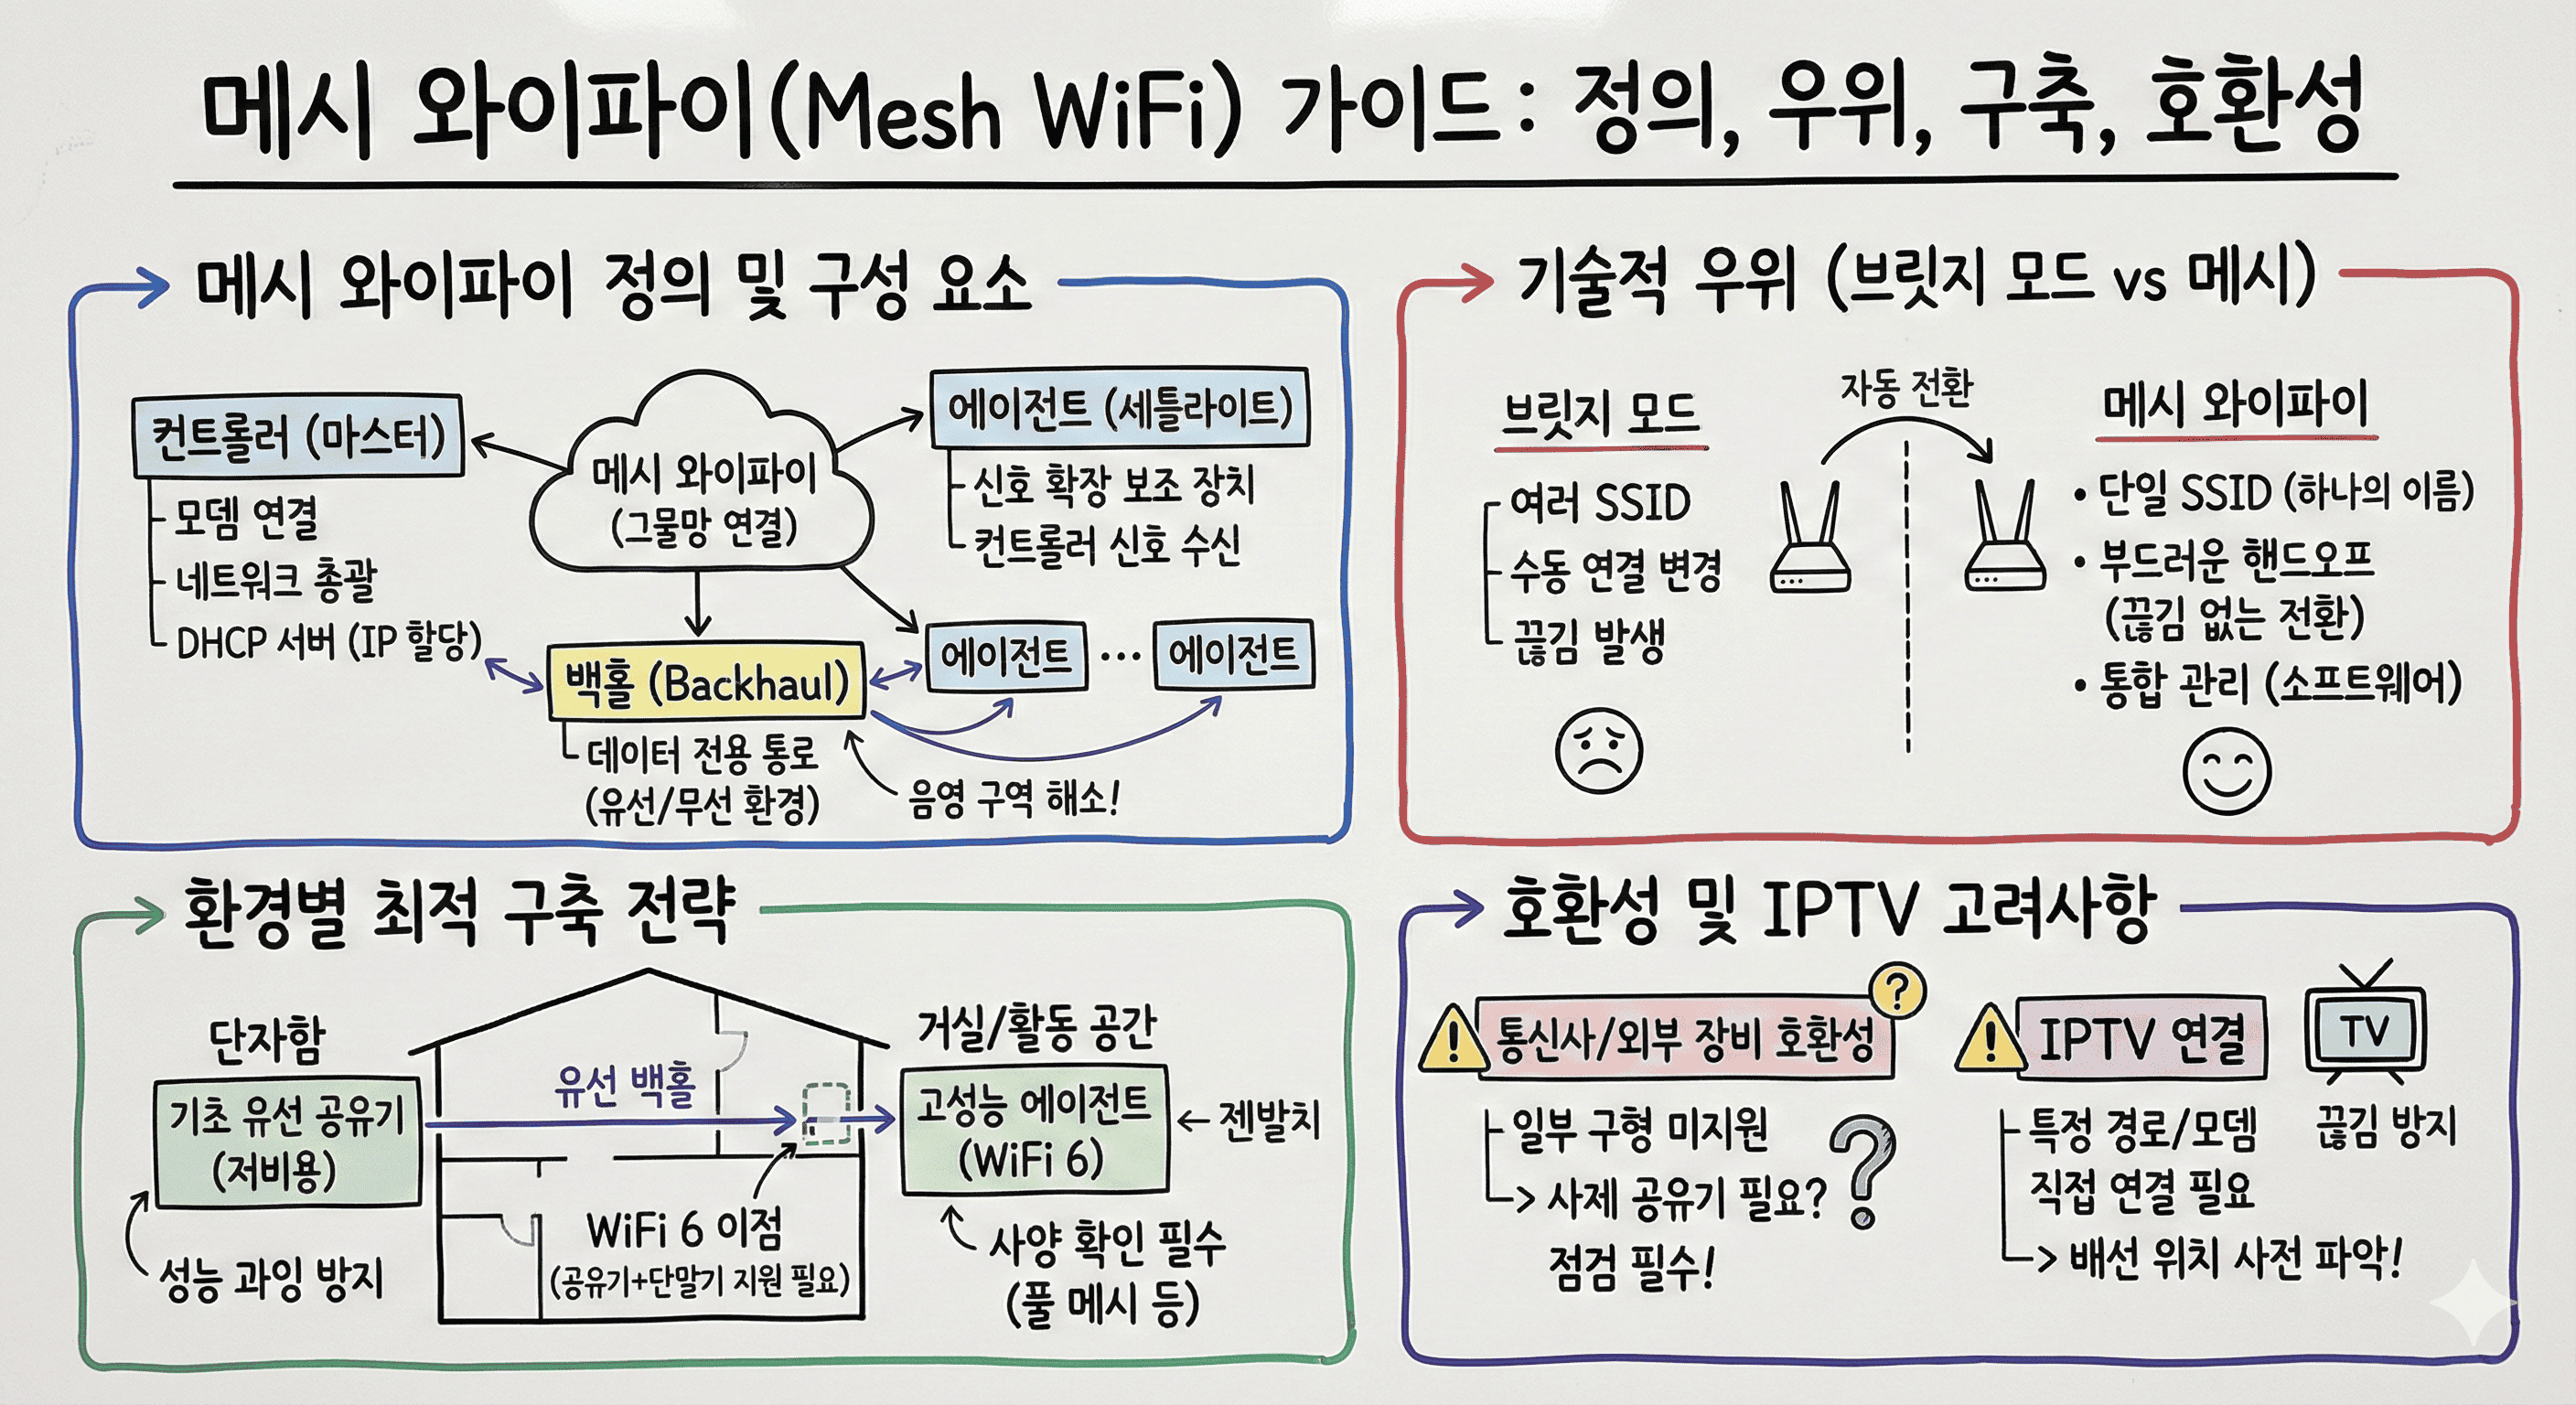 메시 와이파이(Mesh WiFi) 가이드: 정의, 우위, 구축, 호환성
메시 와이파이 정의 및 구성 요소
컨트롤러 (마스터)
모뎀 연결
네트워크 총괄
DHCP 서버 (IP 할당)
메시 와이파이
(그물망 연결)
에이전트 (세틀라이트)
신호 확장 보조 장치
컨트롤러 신호 수신
백홀 (Backhaul)
데이터 전용 통로
(유선/무선 환경)
에이전트 ... 에이전트
음영 구역 해소!
기술적 우위 (브릿지 모드 vs 메시)
브릿지 모드
여러 SSID
수동 연결 변경
끊김 발생
자동 전환
메시 와이파이
• 단일 SSID (하나의 이름)
• 부드러운 핸드오프
(끊김 없는 전환)
• 통합 관리 (소프트웨어)
환경별 최적 구축 전략
단자함
기초 유선 공유기
(저비용)
성능 과잉 방지
유선 백홀
WiFi 6 이점
(공유기+단말기 지원 필요)
거실/활동 공간
고성능 에이전트
(WiFi 6)
← 젠발치
사양 확인 필수
(풀 메시 등)
호환성 및 IPTV 고려사항
! 통신사/외부 장비 호환성 ?
일부 구형 미지원
사제 공유기 필요? ?
점검 필수!
! IPTV 연결
특정 경로/모뎀
직접 연결 필요
배선 위치 사전 파악!
TV
끊김 방지